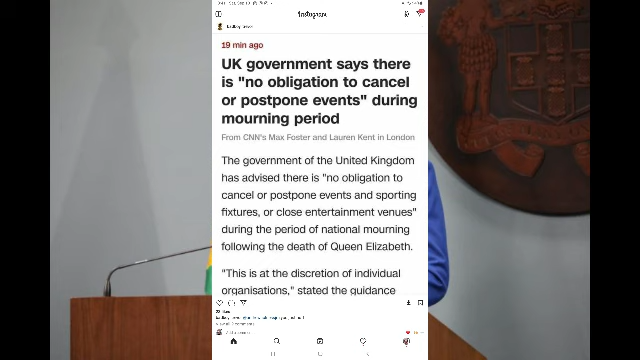 Instagram
19 min ago
UK government says there
is "no obligation to cancel
or postpone events" during
mourning period
From CNN's Max Foster and Lauren Kent in London
The government of the United Kingdom
has advised there is "no obligation to
cancel or postpone events and sporting
fixtures, or close entertainment venues"
during the period of national mourning
following the death of Queen Elizabeth.
"This is at the discretion of individual
organisations," stated the guidance